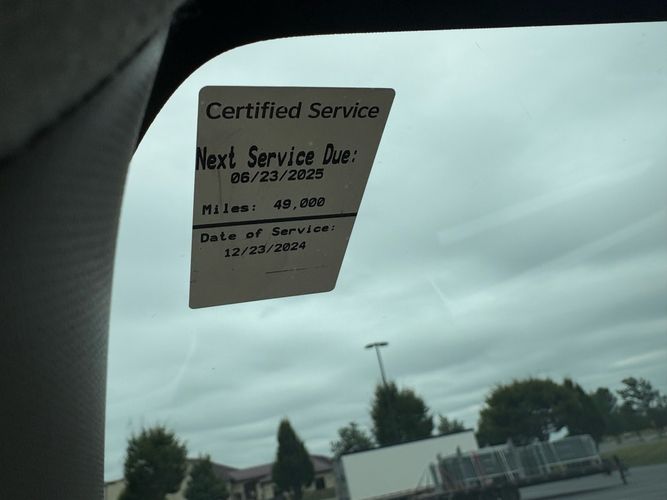 Certified Service
Next Service Due:
06/23/2025
Miles: 49,000
Date of Service:
12/23/2024